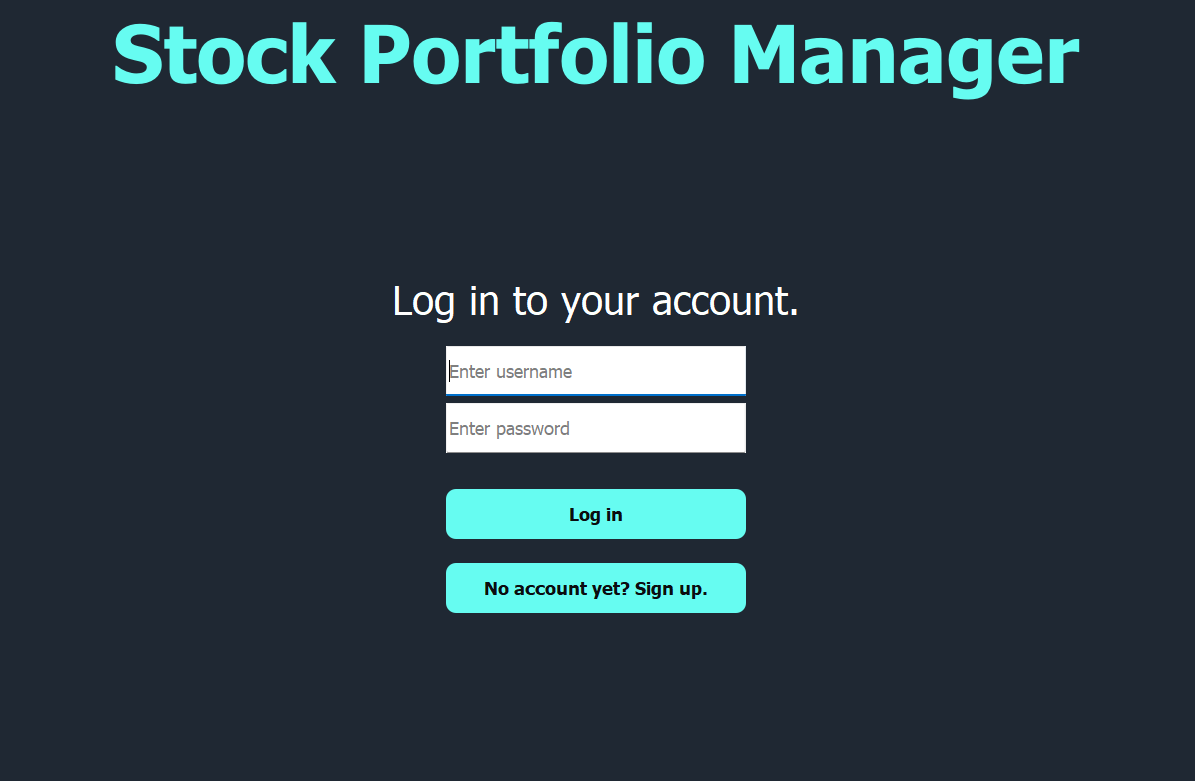 Stock Portfolio Manager
Log in to your account.
Enter username
Enter password
Log in
No account yet? Sign up.